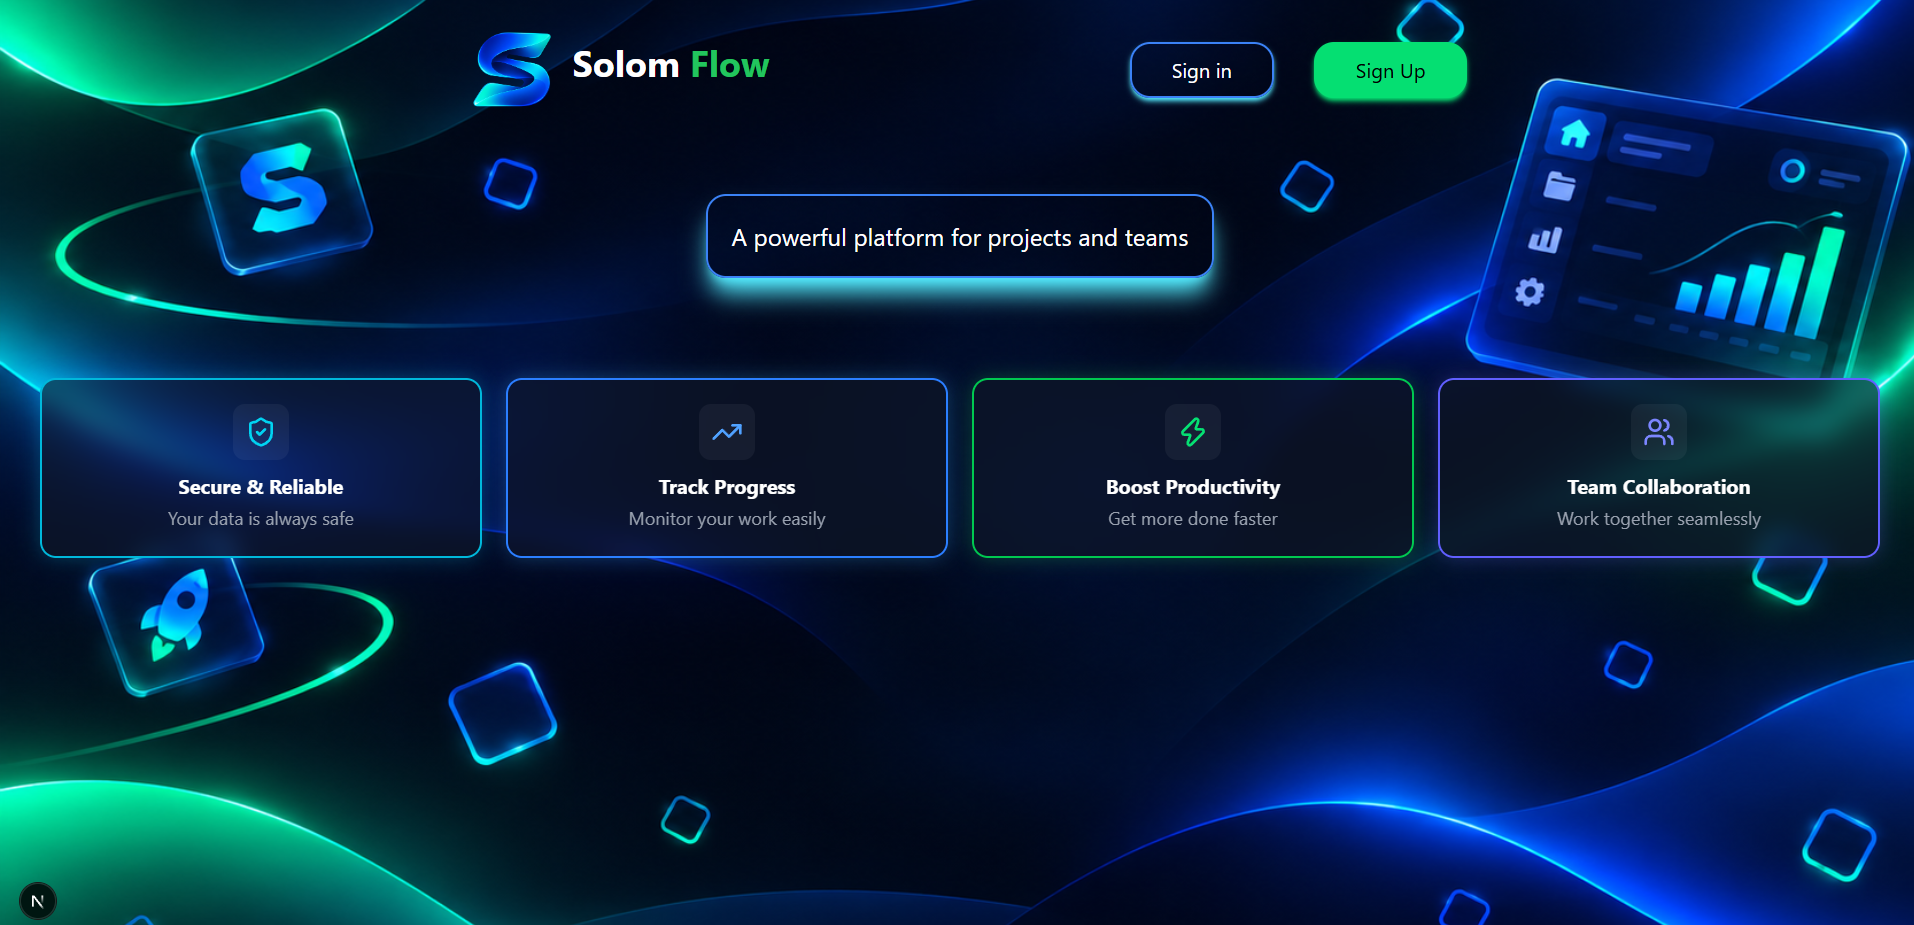 Solom Flow
Sign in
Sign Up
A powerful platform for projects and teams
Secure & Reliable
Your data is always safe
Track Progress
Monitor your work easily
Boost Productivity
Get more done faster
Team Collaboration
Work together seamlessly
N